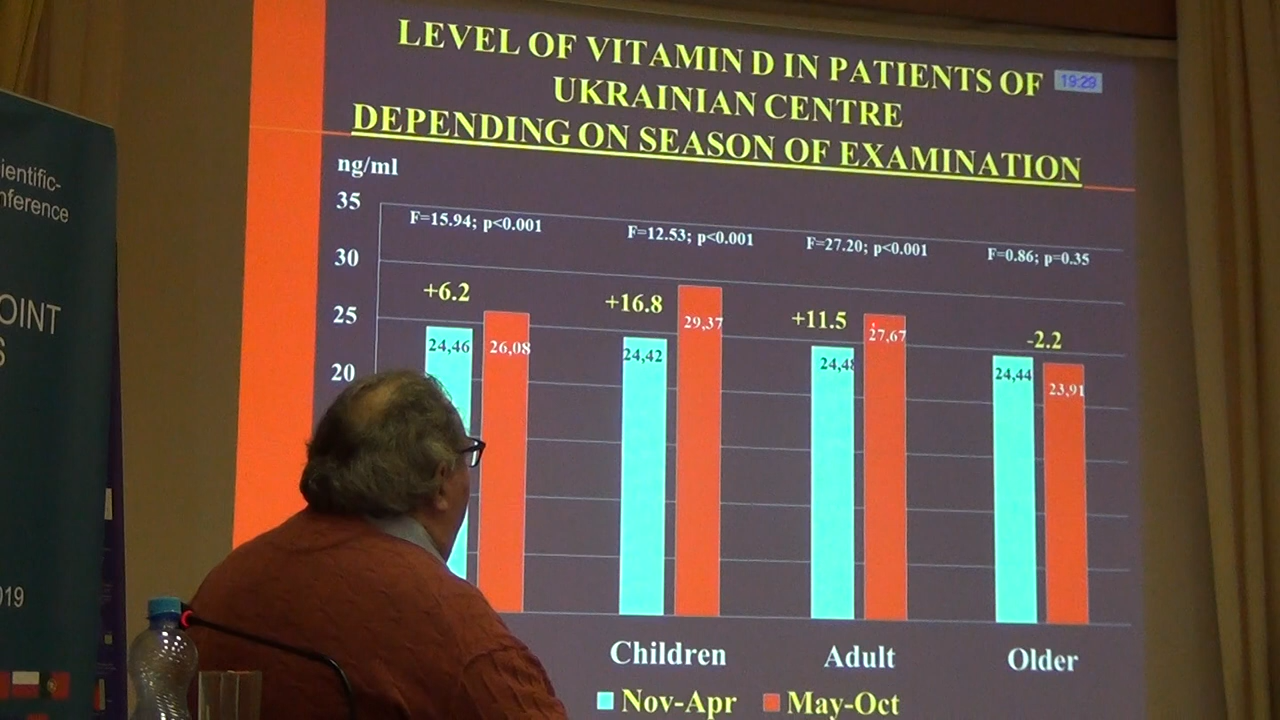 LEVEL OF VITAMIN D IN PATIENTS OF
19:29
UKRAINIAN CENTRE
DEPENDING ON SEASON OF EXAMINATION
ng/ml
35
30
25
20
F=15.94; p<0.001
F=12.53; p<0.001
F=27.20; p<0.001
F=0.86; p=0.35
+6.2
+16.8
+11.5
-2.2
24,46
26,08
24,42
29,37
24,48
27,67
24,44
23,91
Children
Adult
Older
Nov-Apr
May-Oct
ientific-
nference
OINT
S
019